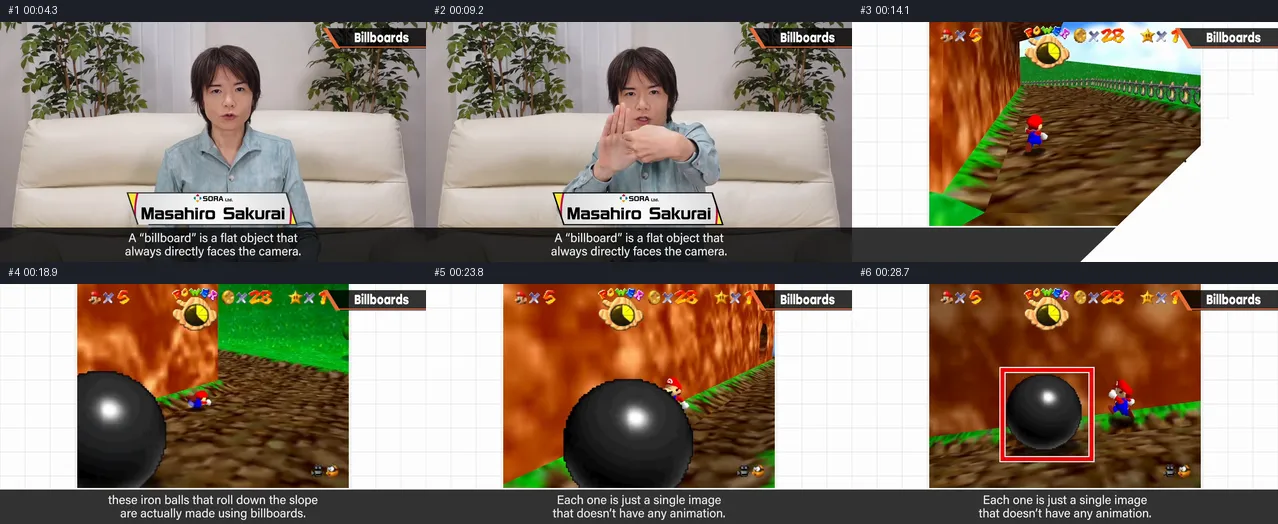 #1 00:04.3
Billboards
SORA Ltd.
Masahiro Sakurai
A “billboard” is a flat object that
always directly faces the camera.
#2 00:09.2
Billboards
SORA Ltd.
Masahiro Sakurai
A “billboard” is a flat object that
always directly faces the camera.
#3 00:14.1
×5
POWER
×28
×1
Billboards
#4 00:18.9
×5
POWER
×28
×1
Billboards
these iron balls that roll down the slope
are actually made using billboards.
#5 00:23.8
×5
POWER
×28
×1
Billboards
Each one is just a single image
that doesn’t have any animation.
#6 00:28.7
×5
POWER
×28
×1
Billboards
Each one is just a single image
that doesn’t have any animation.